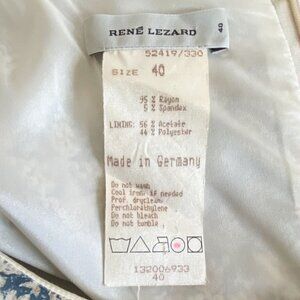 RENÉ LEZARD
40
52419/330
SIZE 40
95 % Rayon
5 % Spandex
LINING: 56 % Acetate
44 % Polyester
Made in Germany
Do not wash
Cool iron, if needed
Prof. dryclean
Perchlorathylene
Do not bleach
Do not tumble
132006933
40